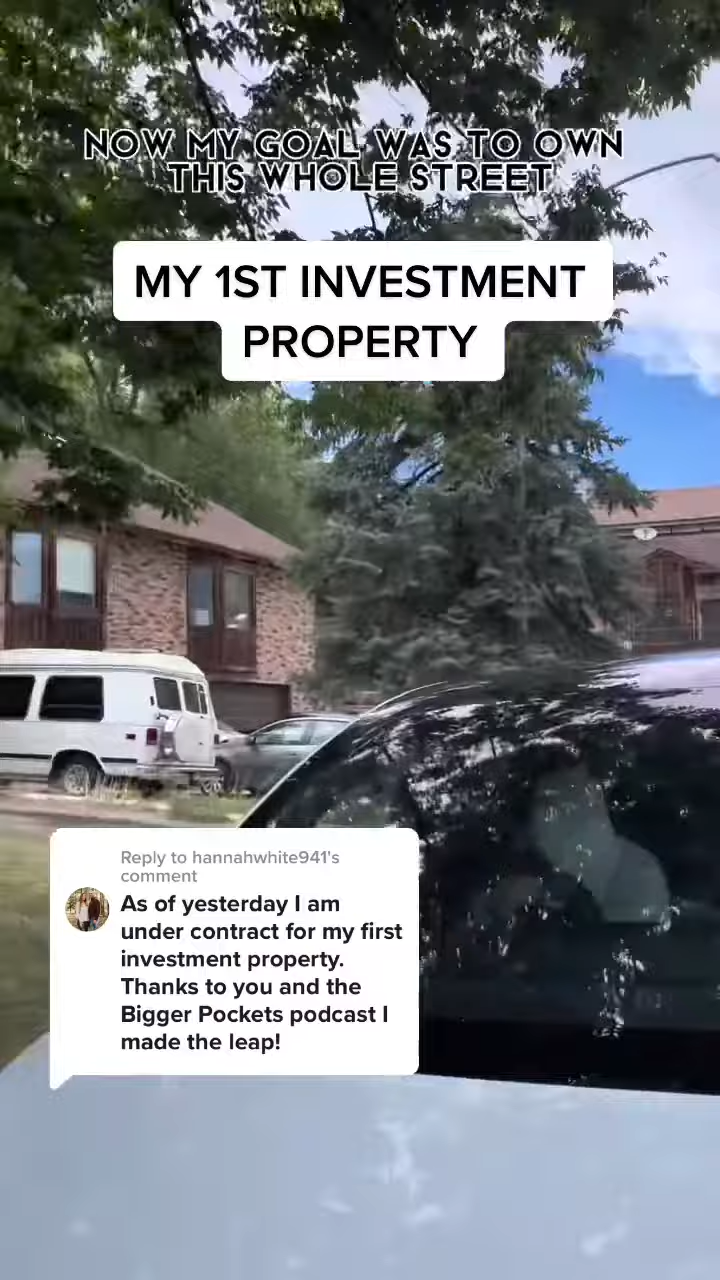 NOW MY GOAL WAS TO OWN
THIS WHOLE STREET
MY 1ST INVESTMENT
PROPERTY
Reply to hannahwhite941's
comment
As of yesterday I am
under contract for my first
investment property.
Thanks to you and the
Bigger Pockets podcast I
made the leap!